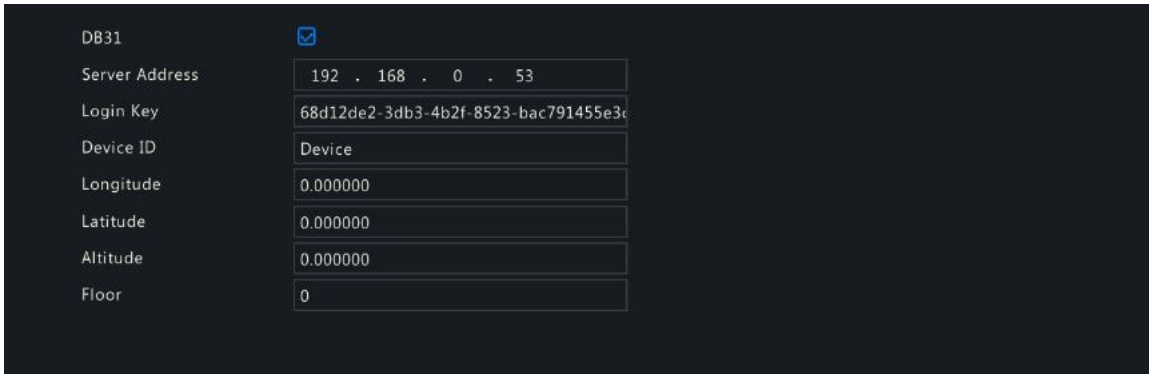 DB31
Server Address 192 . 168 . 0 . 53
Login Key 68d12de2-3db3-4b2f-8523-bac791455e3
Device ID Device
Longitude 0.000000
Latitude 0.000000
Altitude 0.000000
Floor 0